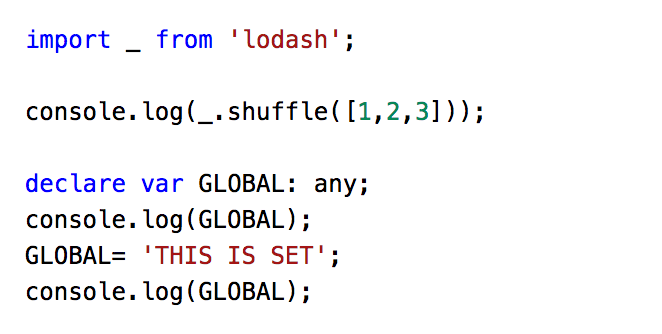 import _ from 'lodash';
console.log(_.shuffle([1,2,3]));
declare var GLOBAL: any;
console.log(GLOBAL);
GLOBAL= 'THIS IS SET';
console.log(GLOBAL);